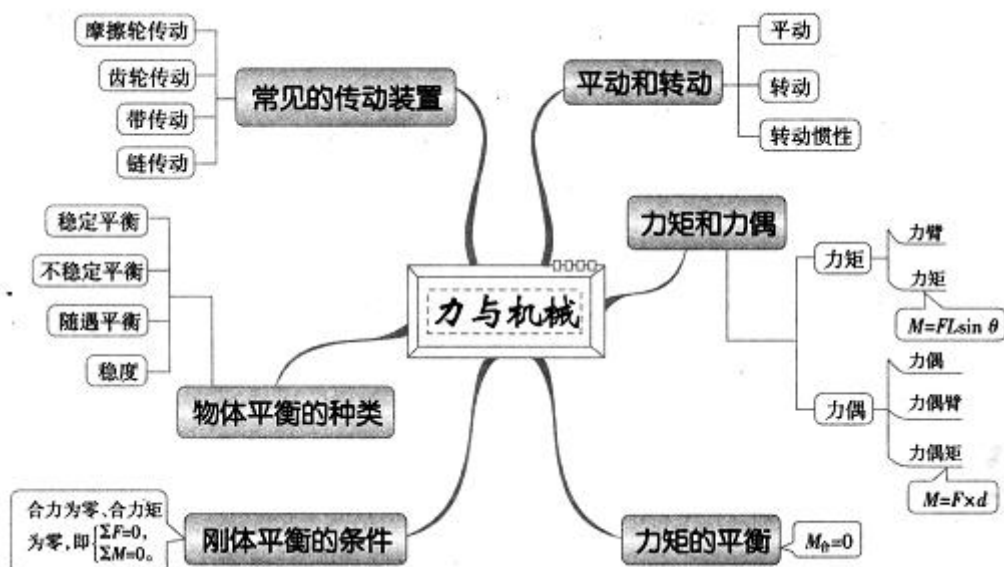 力与机械
常见的传动装置
摩擦轮传动
齿轮传动
带传动
链传动
平动和转动
平动
转动
转动惯性
力矩和力偶
力矩
力臂
力矩
M=FLsin θ
力偶
力偶
力偶臂
力偶矩
M=F×d
物体平衡的种类
稳定平衡
不稳定平衡
随遇平衡
稳度
刚体平衡的条件
合力为零、合力矩
为零,即{ΣF=0,
ΣM=0。
力矩的平衡
M合=0